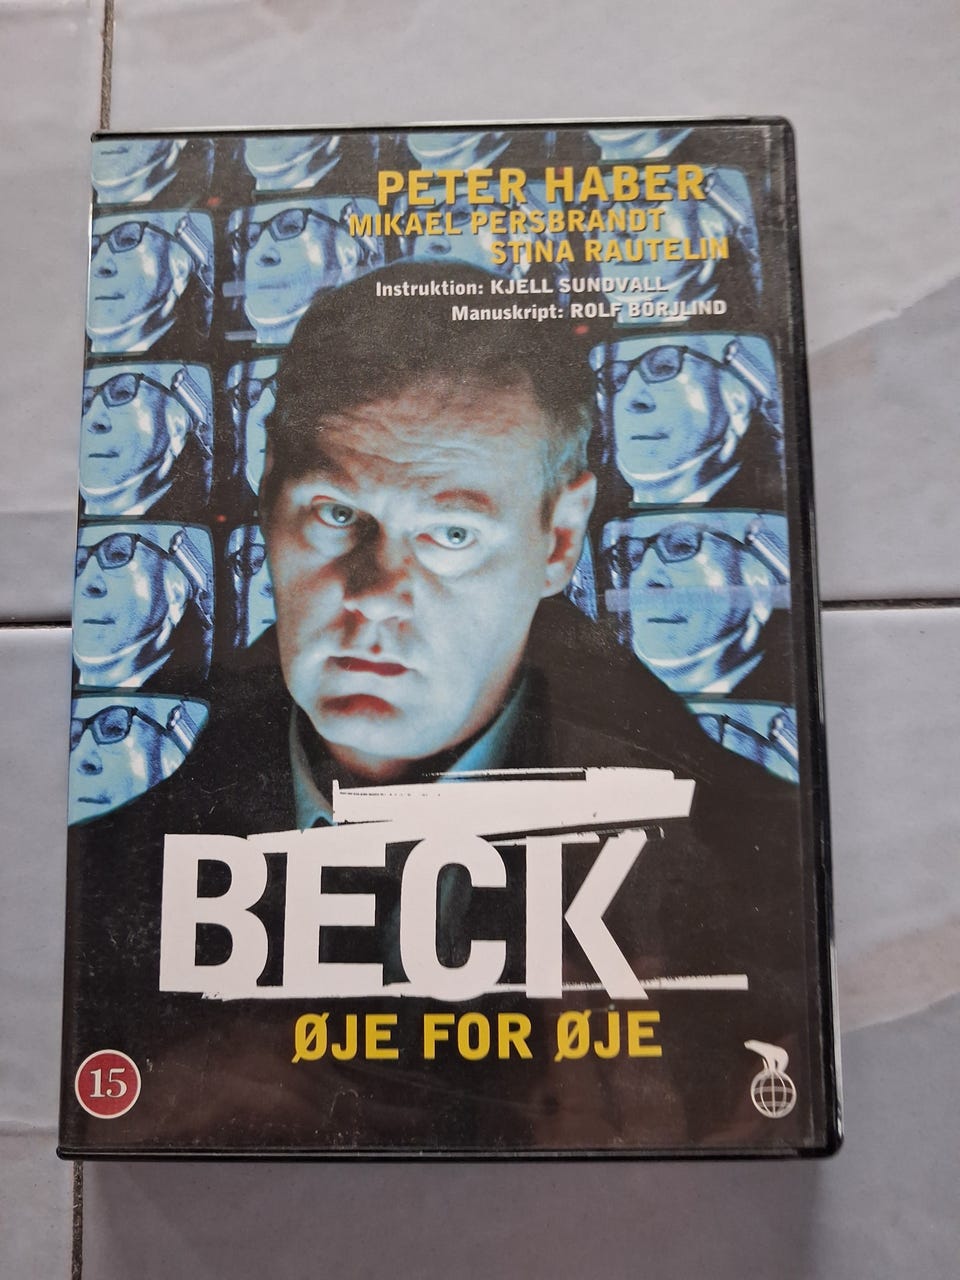 PETER HABER
MIKAEL PERSBRANDT
STINA RAUTELIN
Instruktion: KJELL SUNDVALL
Manuskript: ROLF BÖRJLIND
BECK
ØJE FOR ØJE
15